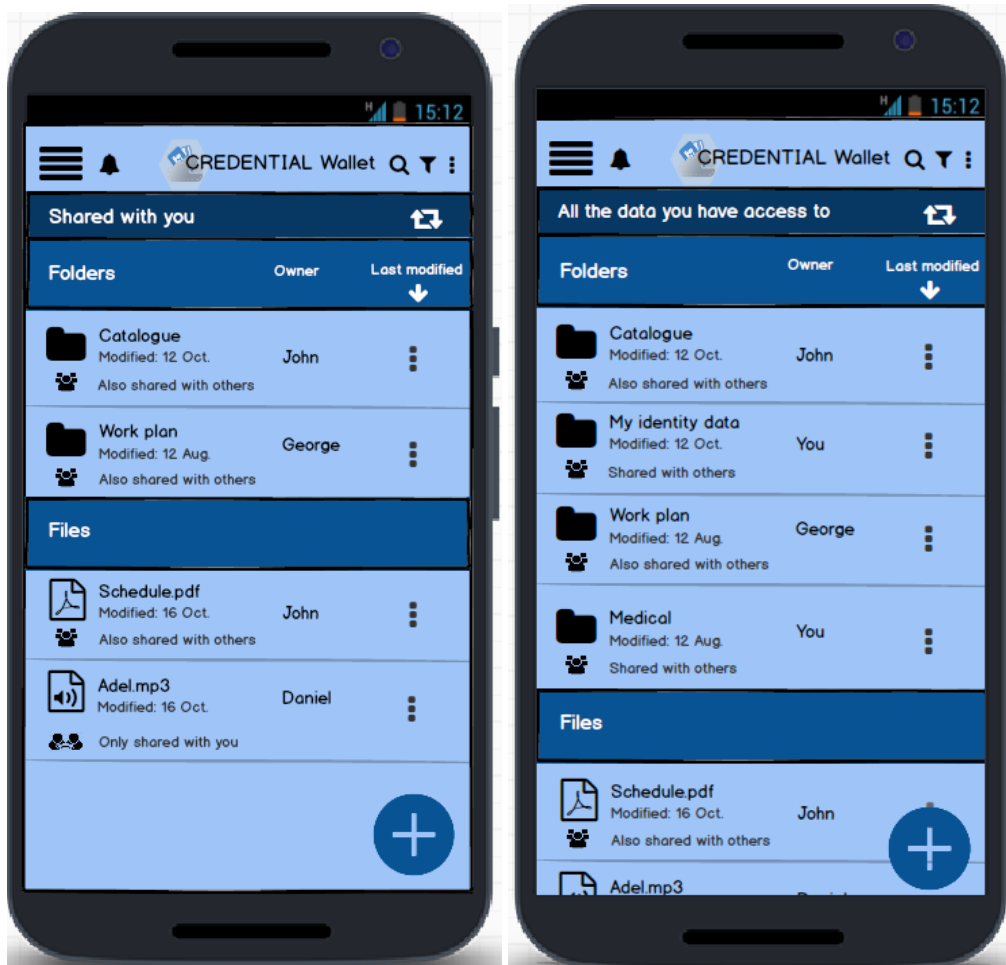 H 15:12
CREDENTIAL Wallet
Shared with you
Folders Owner Last modified
Catalogue
Modified: 12 Oct. John
Also shared with others
Work plan
Modified: 12 Aug. George
Also shared with others
Files
Schedule.pdf
Modified: 16 Oct. John
Also shared with others
Adel.mp3
Modified: 16 Oct. Daniel
Only shared with you
H 15:12
CREDENTIAL Wallet
All the data you have access to
Folders Owner Last modified
Catalogue
Modified: 12 Oct. John
Also shared with others
My identity data
Modified: 12 Oct. You
Shared with others
Work plan
Modified: 12 Aug. George
Also shared with others
Medical
Modified: 12 Aug. You
Shared with others
Files
Schedule.pdf
Modified: 16 Oct. John
Also shared with others
Adel.mp3